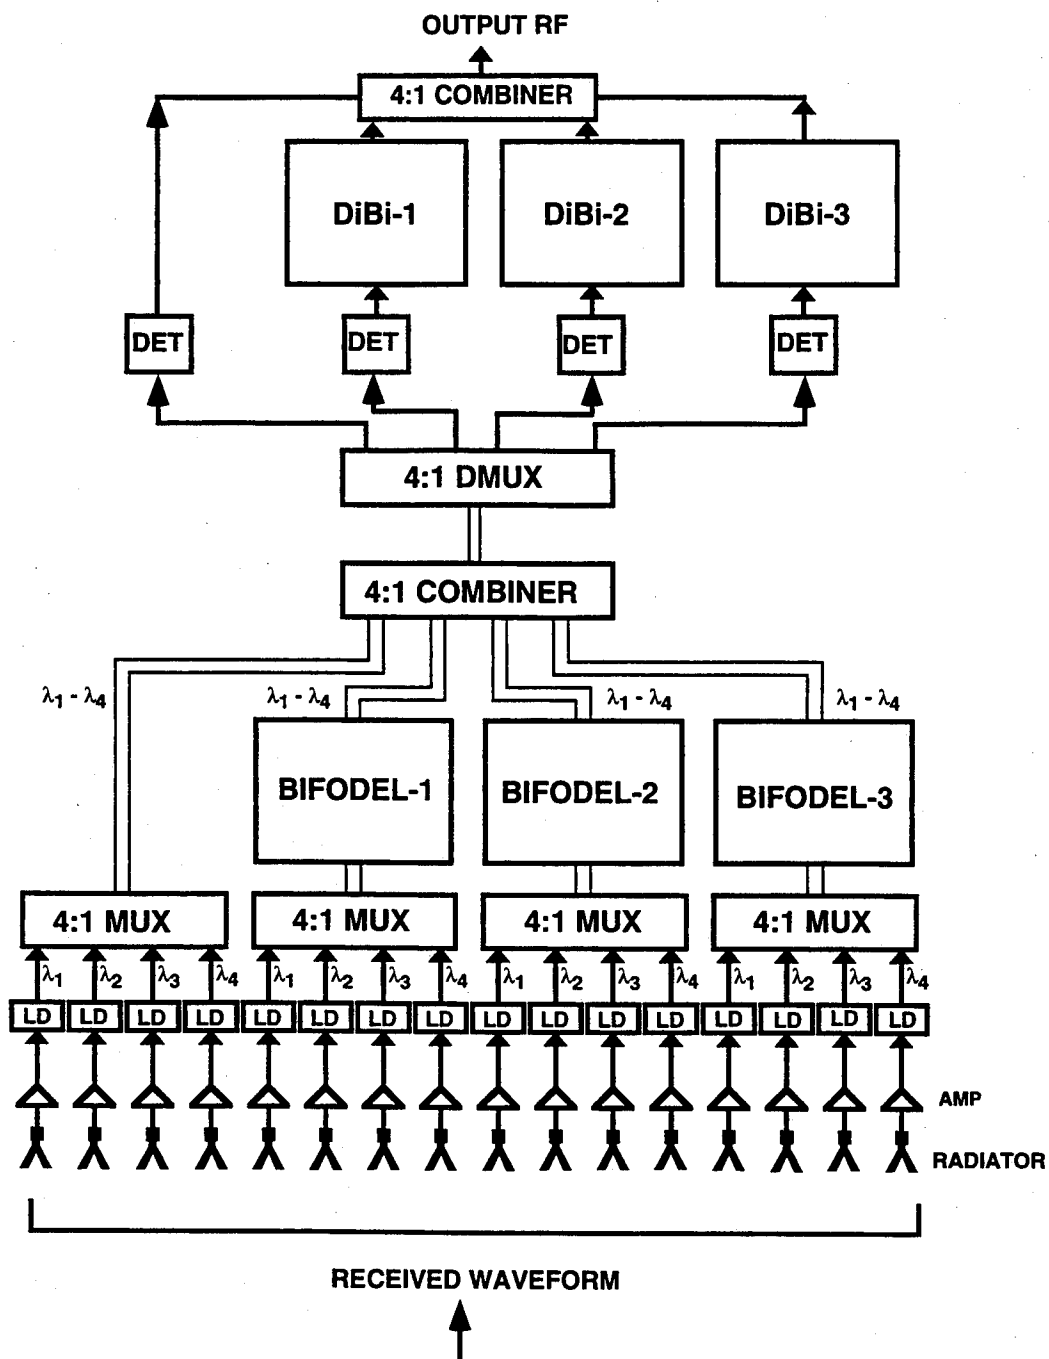 OUTPUT RF
4:1 COMBINER
DiBi-1 DiBi-2 DiBi-3
DET DET DET DET
4:1 DMUX
4:1 COMBINER
λ1 - λ4 λ1 - λ4 λ1 - λ4 λ1 - λ4
BIFODEL-1 BIFODEL-2 BIFODEL-3
4:1 MUX 4:1 MUX 4:1 MUX 4:1 MUX
λ1 λ2 λ3 λ4 λ1 λ2 λ3 λ4 λ1 λ2 λ3 λ4 λ1 λ2 λ3 λ4
LD LD LD LD LD LD LD LD LD LD LD LD LD LD LD LD
AMP
RADIATOR
RECEIVED WAVEFORM